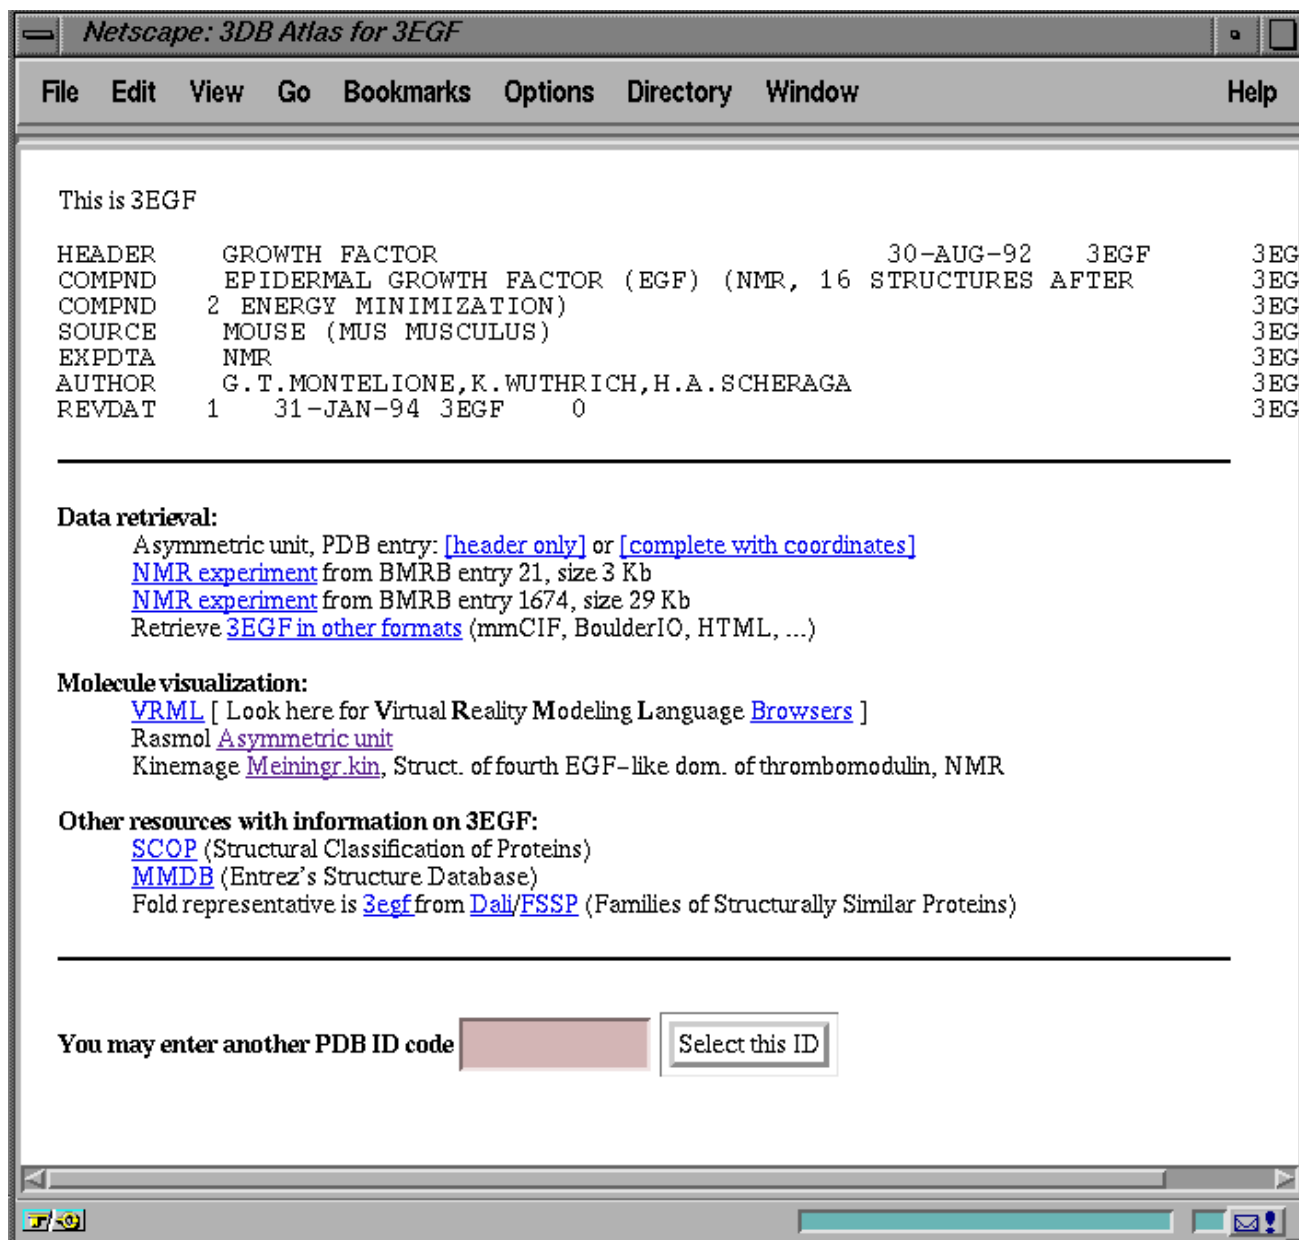 Netscape: 3DB Atlas for 3EGF
File Edit View Go Bookmarks Options Directory Window Help
This is 3EGF
HEADER GROWTH FACTOR 30-AUG-92 3EGF 3EG
COMPND EPIDERMAL GROWTH FACTOR (EGF) (NMR, 16 STRUCTURES AFTER 3EG
COMPND 2 ENERGY MINIMIZATION) 3EG
SOURCE MOUSE (MUS MUSCULUS) 3EG
EXPDTA NMR 3EG
AUTHOR G.T.MONTELIONE,K.WUTHRICH,H.A.SCHERAGA 3EG
REVDAT 1 31-JAN-94 3EGF 0 3EG
Data retrieval:
Asymmetric unit, PDB entry: [header only] or [complete with coordinates]
NMR experiment from BMRB entry 21, size 3 Kb
NMR experiment from BMRB entry 1674, size 29 Kb
Retrieve 3EGF in other formats (mmCIF, BoulderIO, HTML, ...)
Molecule visualization:
VRML [ Look here for Virtual Reality Modeling Language Browsers ]
Rasmol Asymmetric unit
Kinemage Meiningr.kin, Struct. of fourth EGF-like dom. of thrombomodulin, NMR
Other resources with information on 3EGF:
SCOP (Structural Classification of Proteins)
MMDB (Entrez's Structure Database)
Fold representative is 3egf from Dali/FSSP (Families of Structurally Similar Proteins)
You may enter another PDB ID code Select this ID